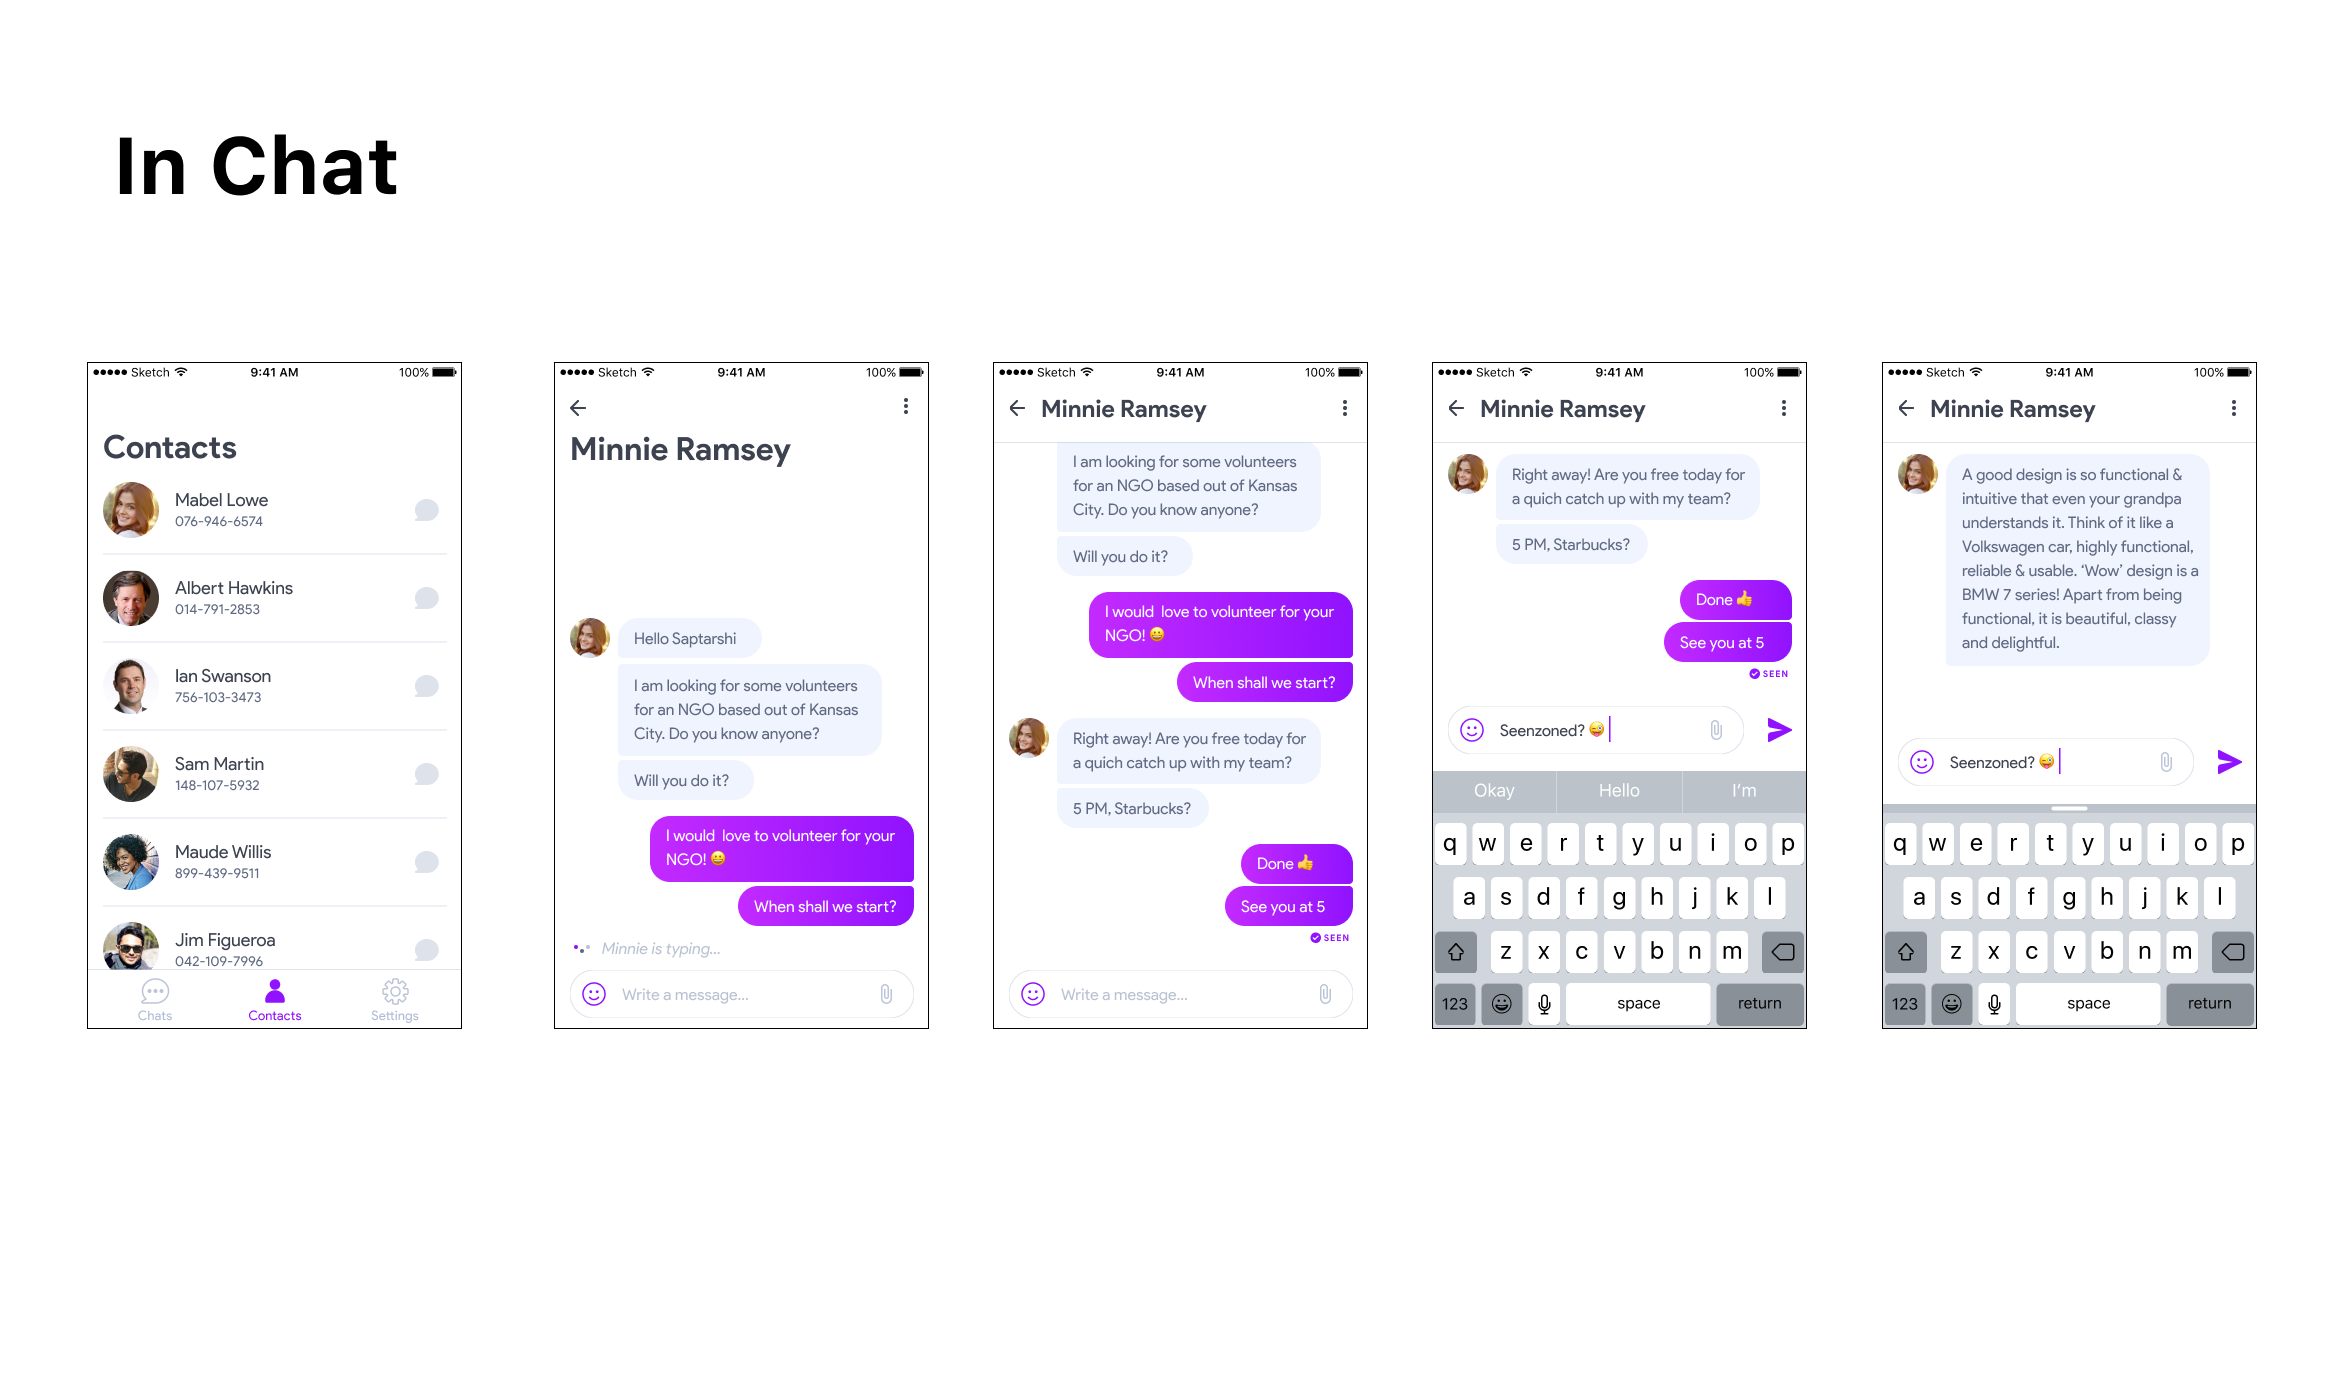 In Chat
Sketch 9:41 AM 100%
Contacts
Mabel Lowe
076-946-6574
Albert Hawkins
014-791-2853
Ian Swanson
756-103-3473
Sam Martin
148-107-5932
Maude Willis
899-439-9511
Jim Figueroa
042-109-7996
Chats Contacts Settings
Sketch 9:41 AM 100%
Minnie Ramsey
Hello Saptarshi
I am looking for some volunteers
for an NGO based out of Kansas
City. Do you know anyone?
Will you do it?
I would  love to volunteer for your
NGO! 😀
When shall we start?
Minnie is typing...
Write a message...
Sketch 9:41 AM 100%
Minnie Ramsey
I am looking for some volunteers
for an NGO based out of Kansas
City. Do you know anyone?
Will you do it?
I would  love to volunteer for your
NGO! 😀
When shall we start?
Right away! Are you free today for
a quich catch up with my team?
5 PM, Starbucks?
Done 👍
See you at 5
SEEN
Write a message...
Sketch 9:41 AM 100%
Minnie Ramsey
Right away! Are you free today for
a quich catch up with my team?
5 PM, Starbucks?
Done 👍
See you at 5
SEEN
Seenzoned? 😜
Okay Hello I'm
q w e r t y u i o p
a s d f g h j k l
z x c v b n m
123 space return
Sketch 9:41 AM 100%
Minnie Ramsey
A good design is so functional &
intuitive that even your grandpa
understands it. Think of it like a
Volkswagen car, highly functional,
reliable & usable. ‘Wow’ design is a
BMW 7 series! Apart from being
functional, it is beautiful, classy
and delightful.
Seenzoned? 😜
q w e r t y u i o p
a s d f g h j k l
z x c v b n m
123 space return